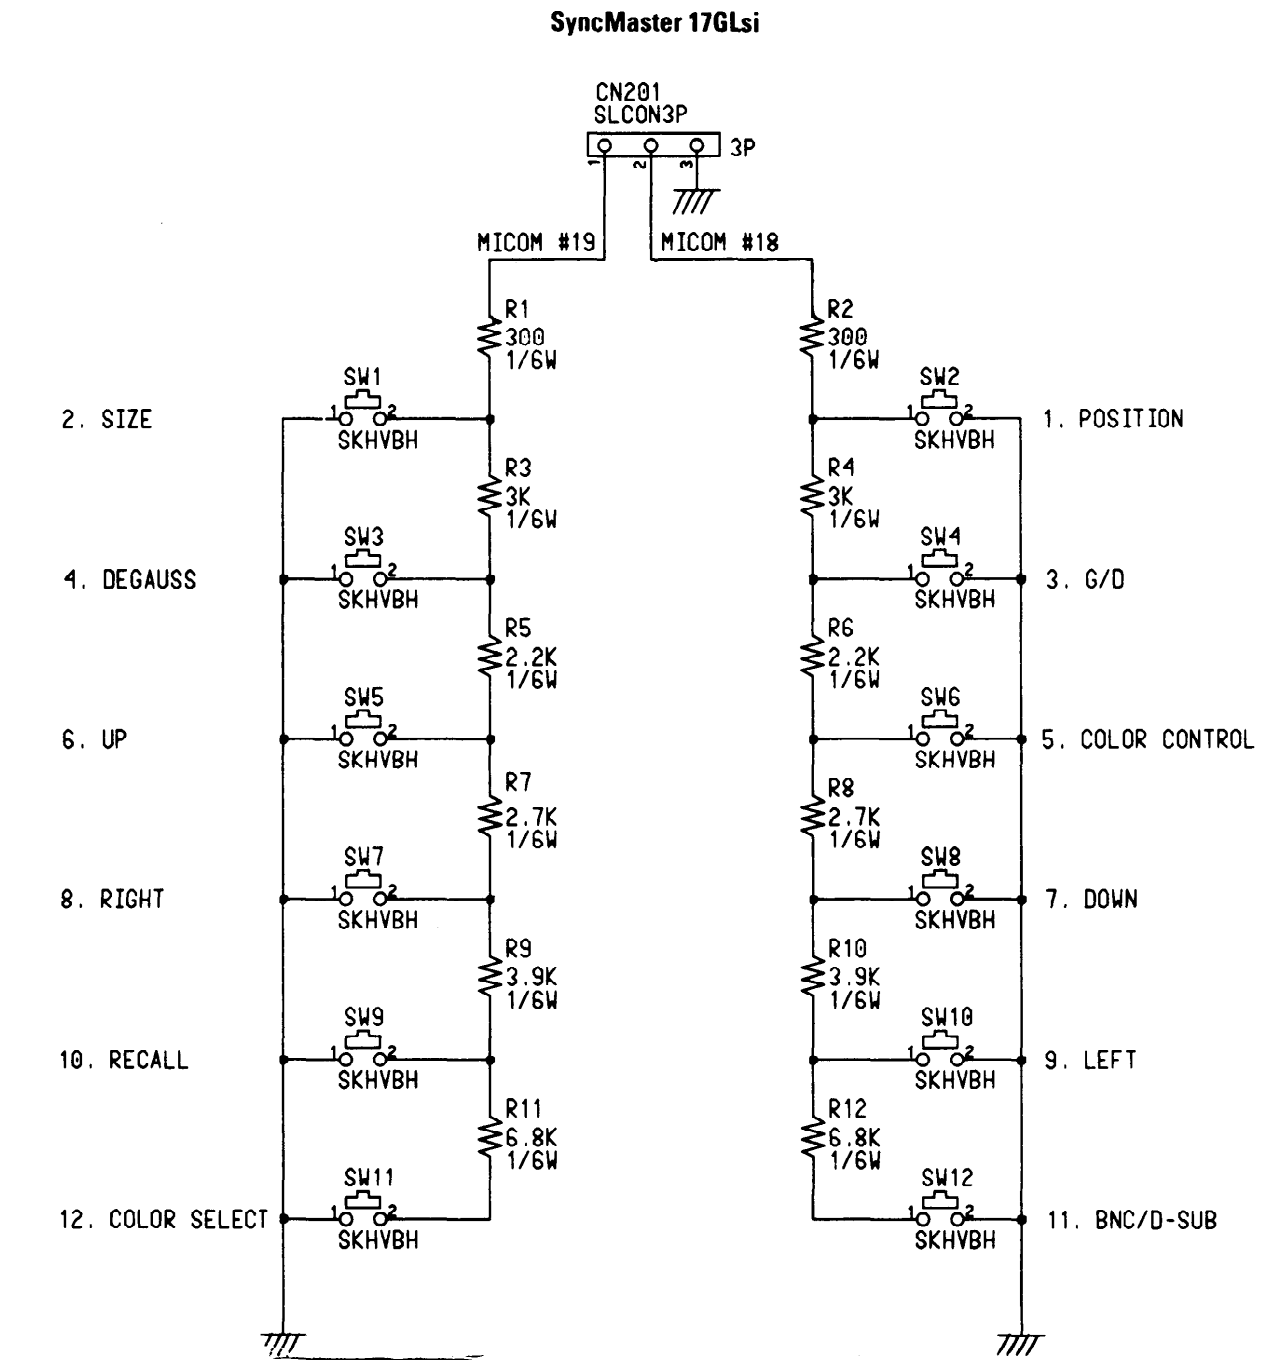 SyncMaster 17GLsi
CN201
SLCON3P
3P
1 2 3
MICOM #19 MICOM #18
R1
300
1/6W
R2
300
1/6W
SW1
1 2
SKHVBH
2. SIZE
SW2
1 2
SKHVBH
1. POSITION
R3
3K
1/6W
R4
3K
1/6W
SW3
1 2
SKHVBH
4. DEGAUSS
SW4
1 2
SKHVBH
3. G/D
R5
2.2K
1/6W
R6
2.2K
1/6W
SW5
1 2
SKHVBH
6. UP
SW6
1 2
SKHVBH
5. COLOR CONTROL
R7
2.7K
1/6W
R8
2.7K
1/6W
SW7
1 2
SKHVBH
8. RIGHT
SW8
1 2
SKHVBH
7. DOWN
R9
3.9K
1/6W
R10
3.9K
1/6W
SW9
1 2
SKHVBH
10. RECALL
SW10
1 2
SKHVBH
9. LEFT
R11
6.8K
1/6W
R12
6.8K
1/6W
SW11
1 2
SKHVBH
12. COLOR SELECT
SW12
1 2
SKHVBH
11. BNC/D-SUB